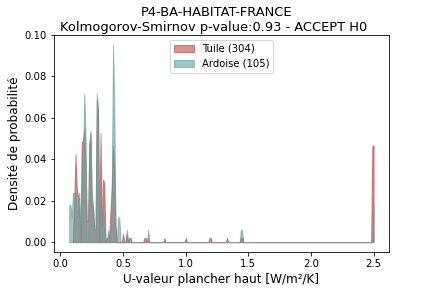 P4-BA-HABITAT-FRANCE
Kolmogorov-Smirnov p-value:0.93 - ACCEPT H0
Tuile (304)
Ardoise (105)
Densité de probabilité
0.10
0.08
0.06
0.04
0.02
0.00
0.0 0.5 1.0 1.5 2.0 2.5
U-valeur plancher haut [W/m²/K]